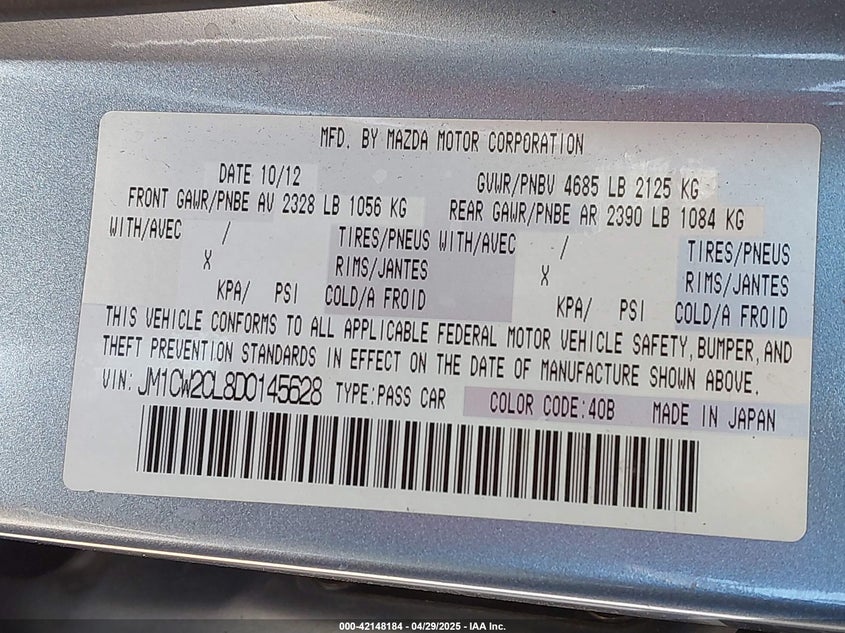 MFD. BY MAZDA MOTOR CORPORATION
DATE 10/12 GVWR/PNBV 4685 LB 2125 KG
FRONT GAWR/PNBE AV 2328 LB 1056 KG REAR GAWR/PNBE AR 2390 LB 1084 KG
WITH/AVEC / TIRES/PNEUS WITH/AVEC / TIRES/PNEUS
X RIMS/JANTES X RIMS/JANTES
KPA/ PSI COLD/A FROID KPA/ PSI COLD/A FROID
THIS VEHICLE CONFORMS TO ALL APPLICABLE FEDERAL MOTOR VEHICLE SAFETY, BUMPER, AND
THEFT PREVENTION STANDARDS IN EFFECT ON THE DATE OF MANUFACTURE SHOWN ABOVE.
VIN: JM1CW2CL8D0145628 TYPE:PASS CAR COLOR CODE:40B MADE IN JAPAN
000-42148184 - 04/29/2025 - IAA Inc.